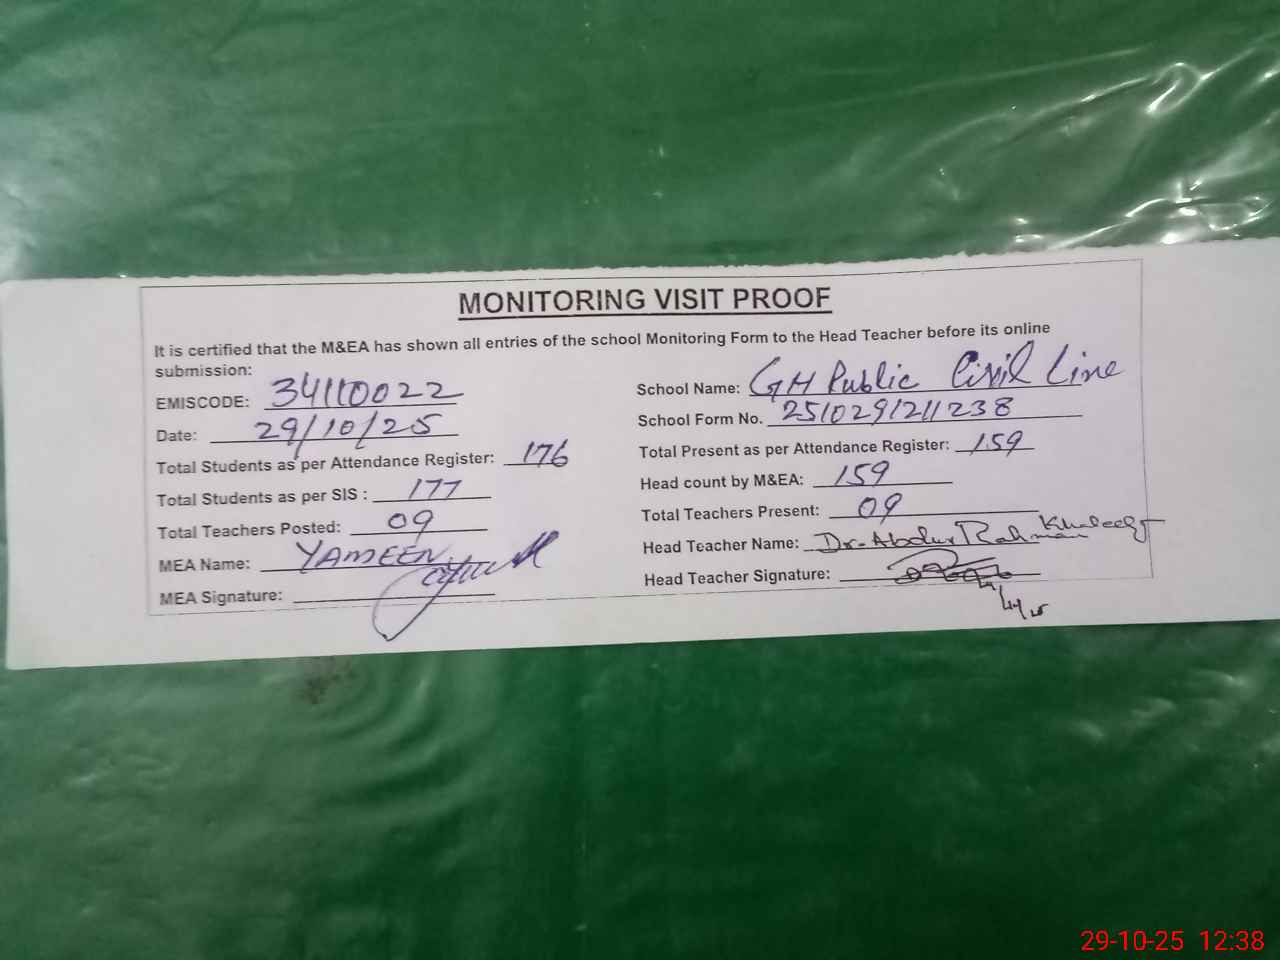 MONITORING VISIT PROOF
It is certified that the M&EA has shown all entries of the school Monitoring Form to the Head Teacher before its online
submission:
EMISCODE: 34110022
School Name: GH Public Civil Line
Date: 29/10/25
School Form No. 2510291211238
Total Students as per Attendance Register: 176
Total Present as per Attendance Register: 159
Total Students as per SIS : 177
Head count by M&EA: 159
Total Teachers Posted: 09
Total Teachers Present: 09
MEA Name: YAMEEN
Head Teacher Name: Dr. Abdur Rahman
MEA Signature:
Head Teacher Signature:
29-10-25 12:38